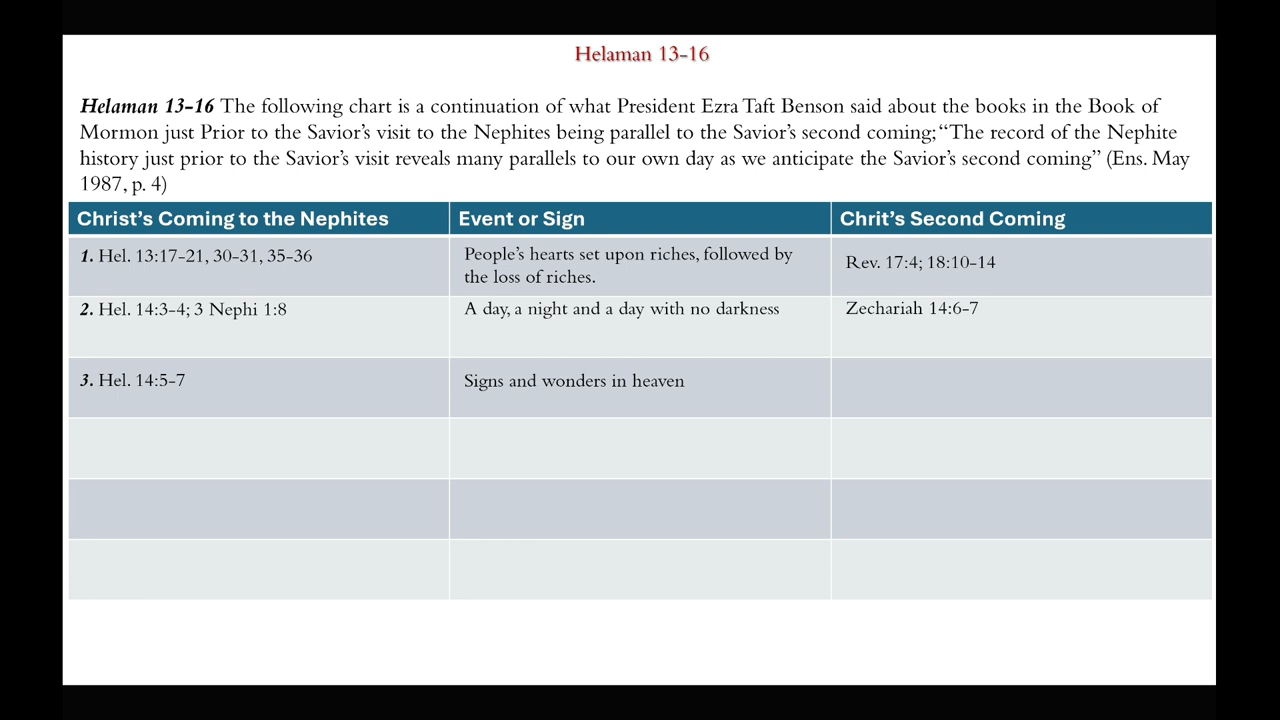 Helaman 13-16
Helaman 13-16 The following chart is a continuation of what President Ezra Taft Benson said about the books in the Book of
Mormon just Prior to the Savior's visit to the Nephites being parallel to the Savior's second coming; "The record of the Nephite
history just prior to the Savior's visit reveals many parallels to our own day as we anticipate the Savior's second coming" (Ens. May
1987, p. 4)
Christ's Coming to the Nephites
Event or Sign
Chrit's Second Coming
1. Hel. 13:17-21, 30-31, 35-36
People's hearts set upon riches, followed by
the loss of riches.
Rev. 17:4; 18:10-14
2. Hel. 14:3-4; 3 Nephi 1:8
A day, a night and a day with no darkness
Zechariah 14:6-7
3. Hel. 14:5-7
Signs and wonders in heaven